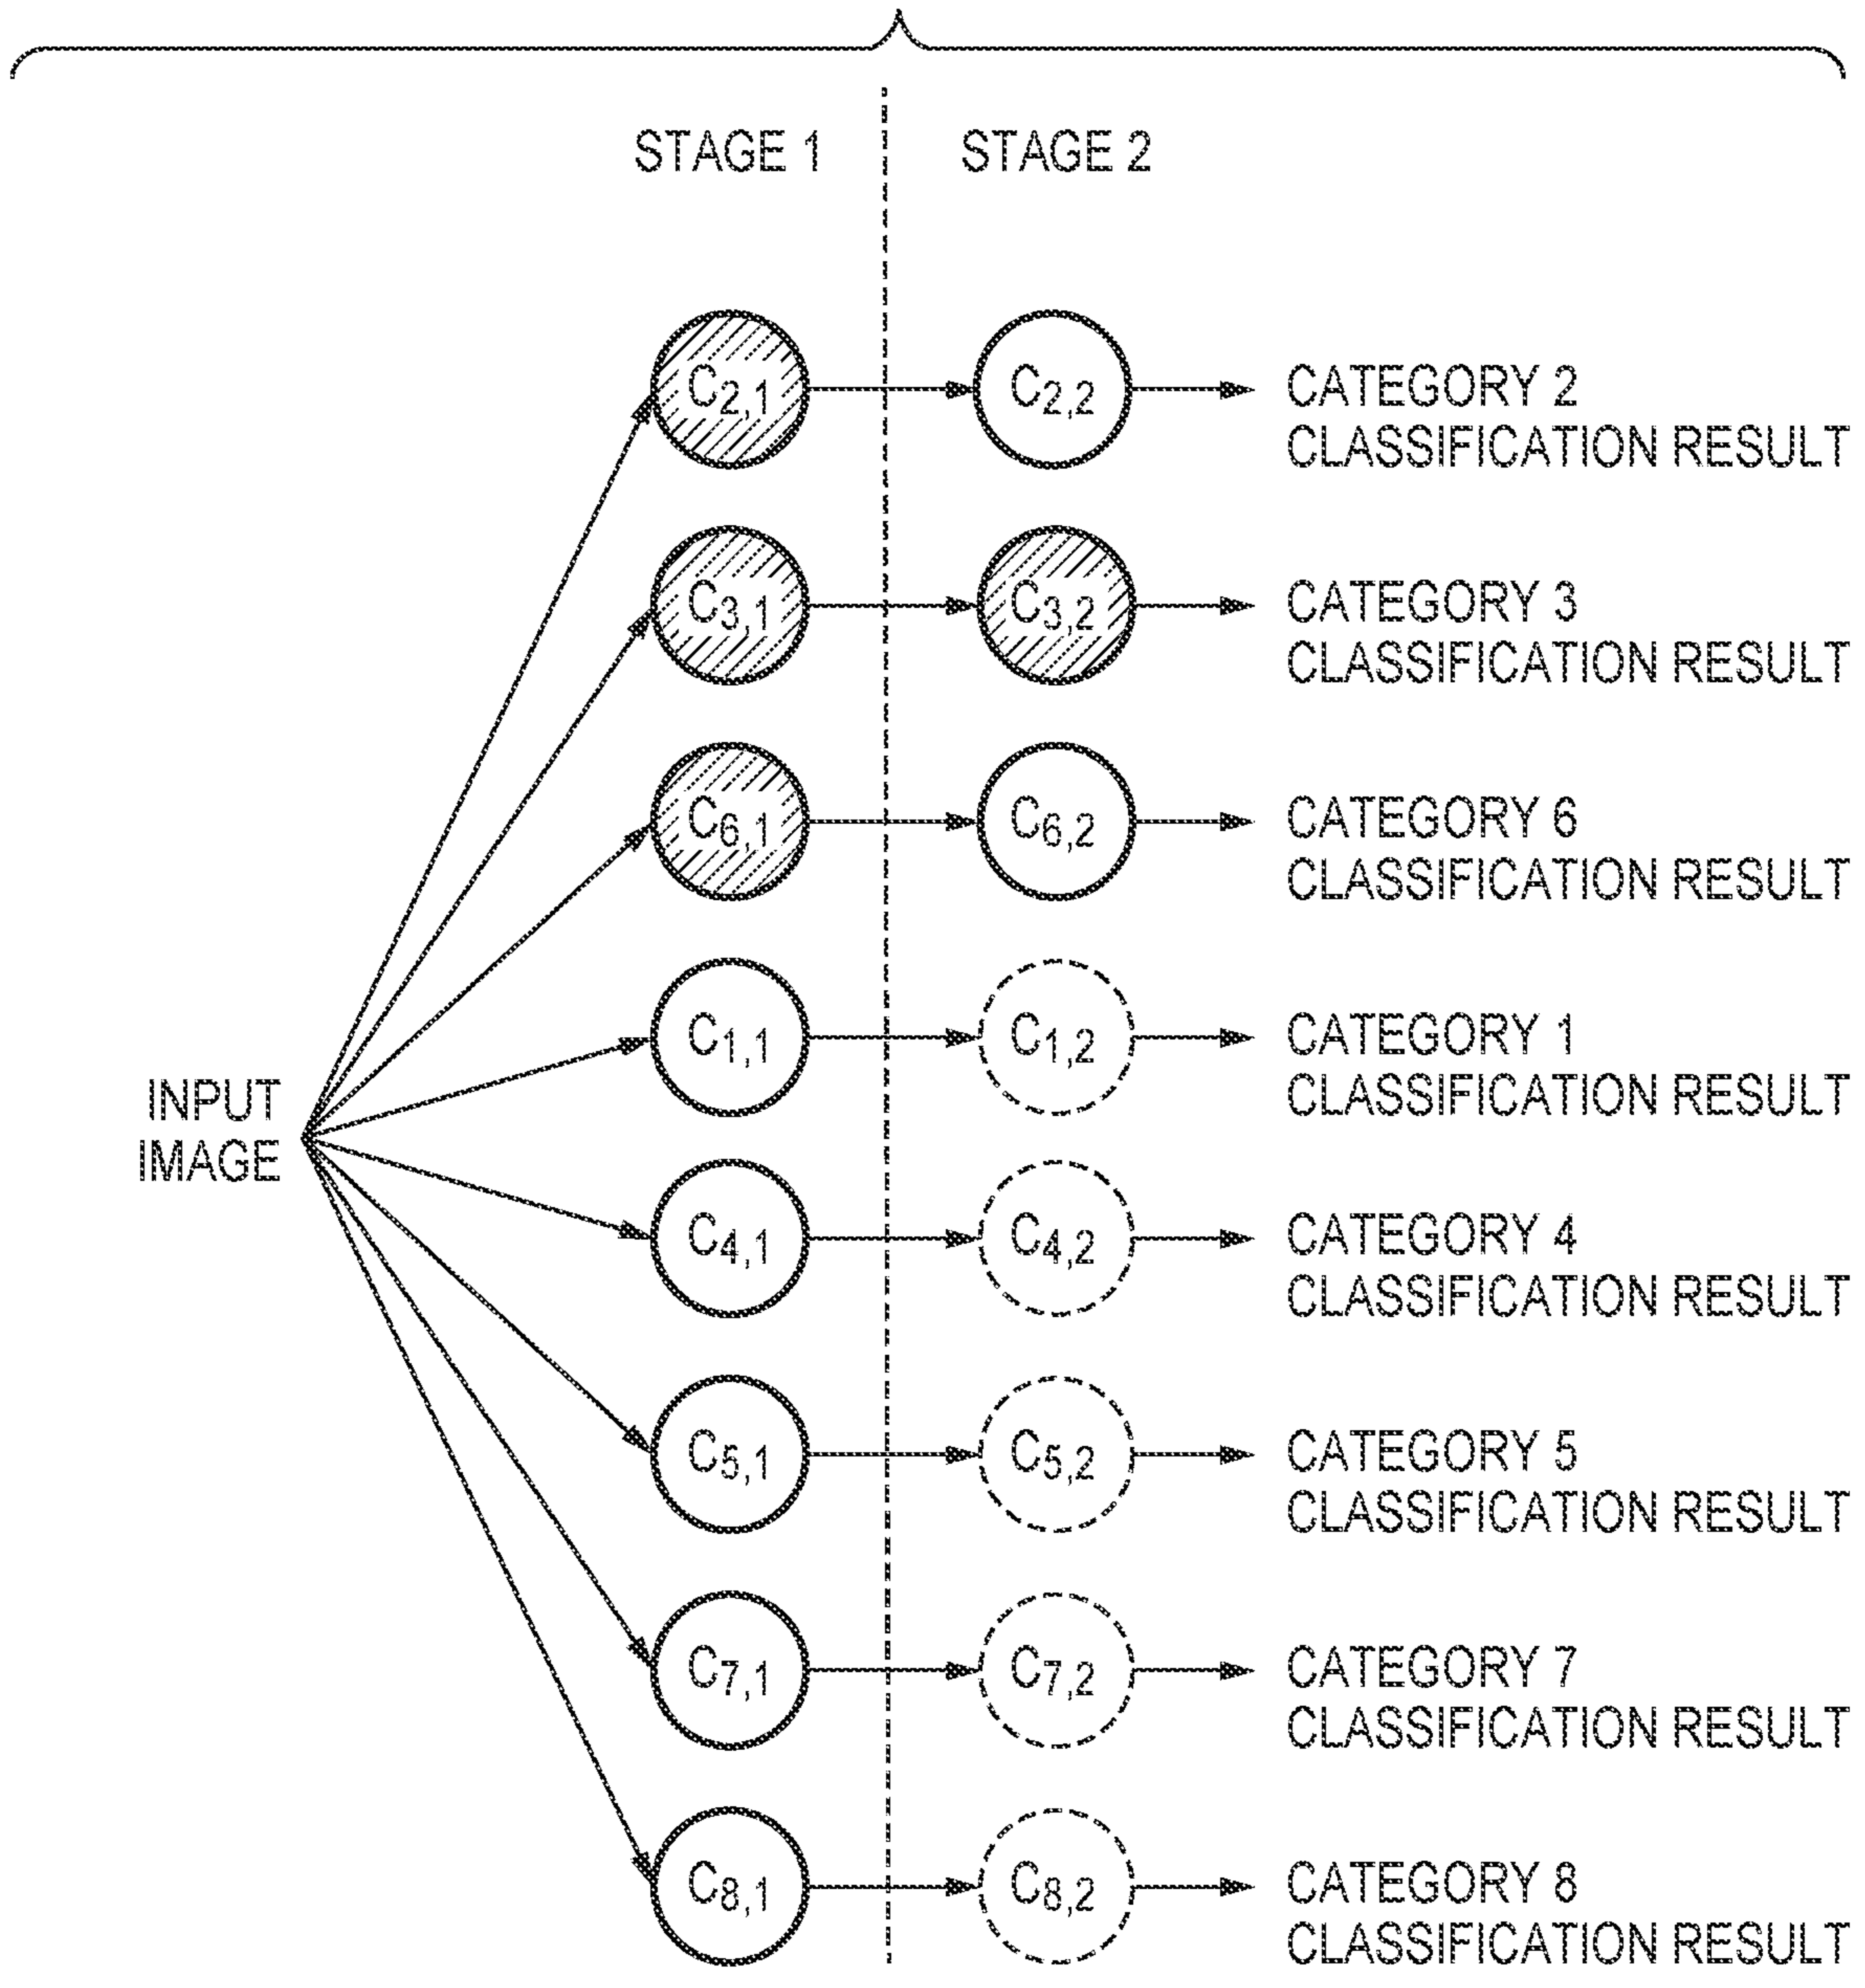 STAGE 1
STAGE 2
C2,1
C2,2
CATEGORY 2
CLASSIFICATION RESULT
C3,1
C3,2
CATEGORY 3
CLASSIFICATION RESULT
C6,1
C6,2
CATEGORY 6
CLASSIFICATION RESULT
C1,1
C1,2
CATEGORY 1
CLASSIFICATION RESULT
INPUT
IMAGE
C4,1
C4,2
CATEGORY 4
CLASSIFICATION RESULT
C5,1
C5,2
CATEGORY 5
CLASSIFICATION RESULT
C7,1
C7,2
CATEGORY 7
CLASSIFICATION RESULT
C8,1
C8,2
CATEGORY 8
CLASSIFICATION RESULT